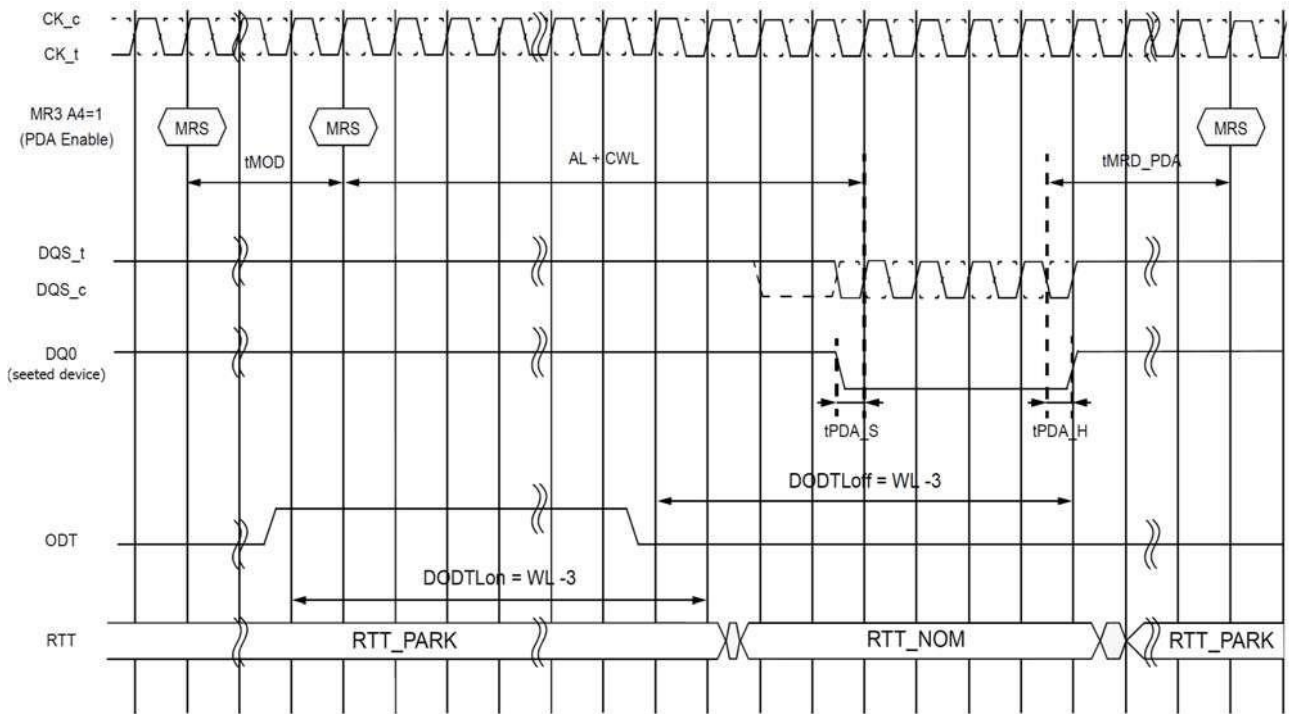 CK_c
CK_t
MR3 A4=1
(PDA Enable)
MRS
MRS
MRS
tMOD
AL + CWL
tMRD_PDA
DQS_t
DQS_c
DQ0
(seeted device)
tPDA_S
tPDA_H
DODTLoff = WL -3
ODT
DODTLon = WL -3
RTT
RTT_PARK
RTT_NOM
RTT_PARK